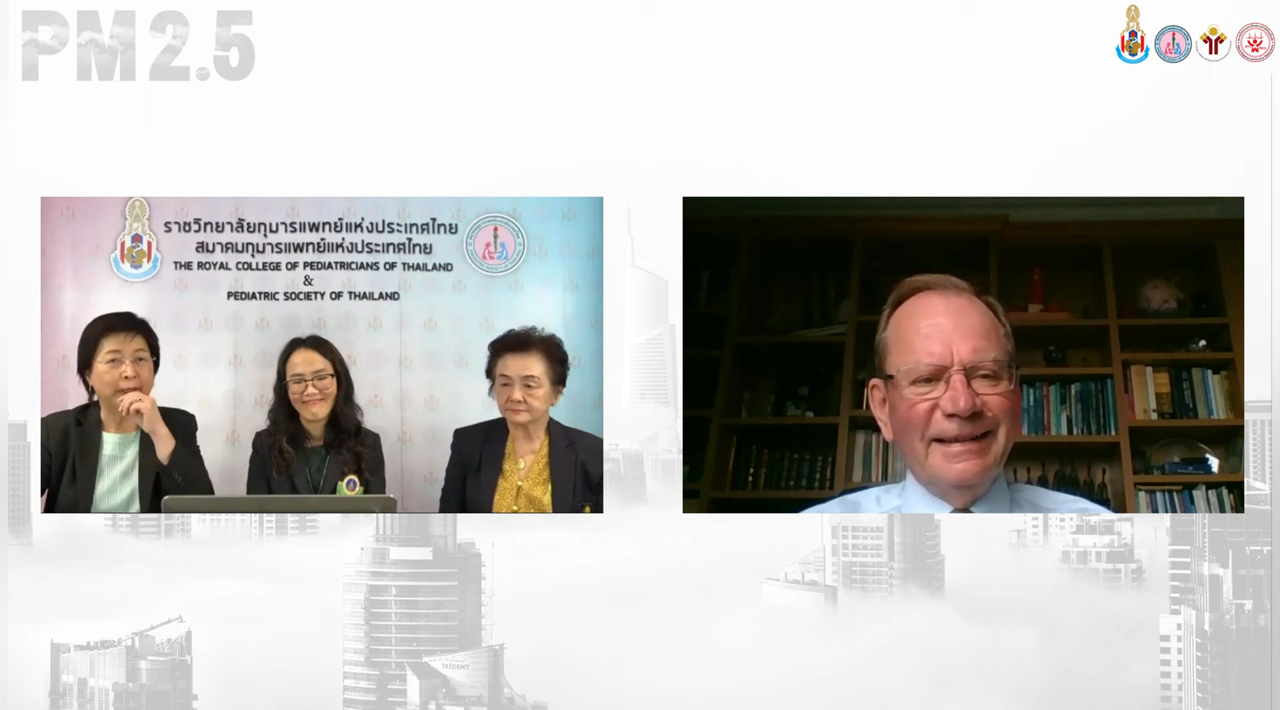 PM2.5
ราชวิทยาลัยกุมารแพทย์แห่งประเทศไทย
สมาคมกุมารแพทย์แห่งประเทศไทย
THE ROYAL COLLEGE OF PEDIATRICIANS OF THAILAND
&
PEDIATRIC SOCIETY OF THAILAND
TRIDENT